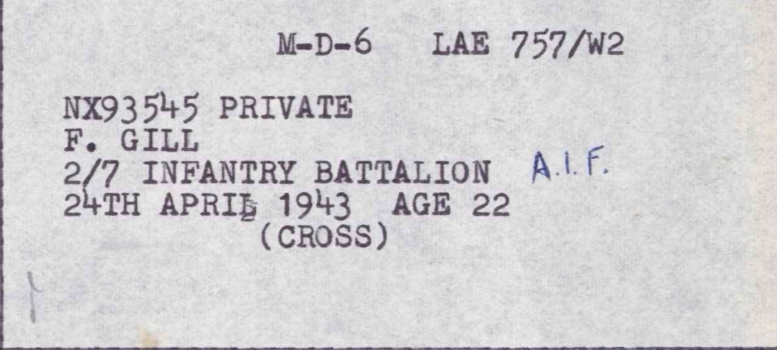 M-D-6 LAE 757/W2
NX93545 PRIVATE
F. GILL
2/7 INFANTRY BATTALION A.I.F.
24TH APRIL 1943 AGE 22
(CROSS)